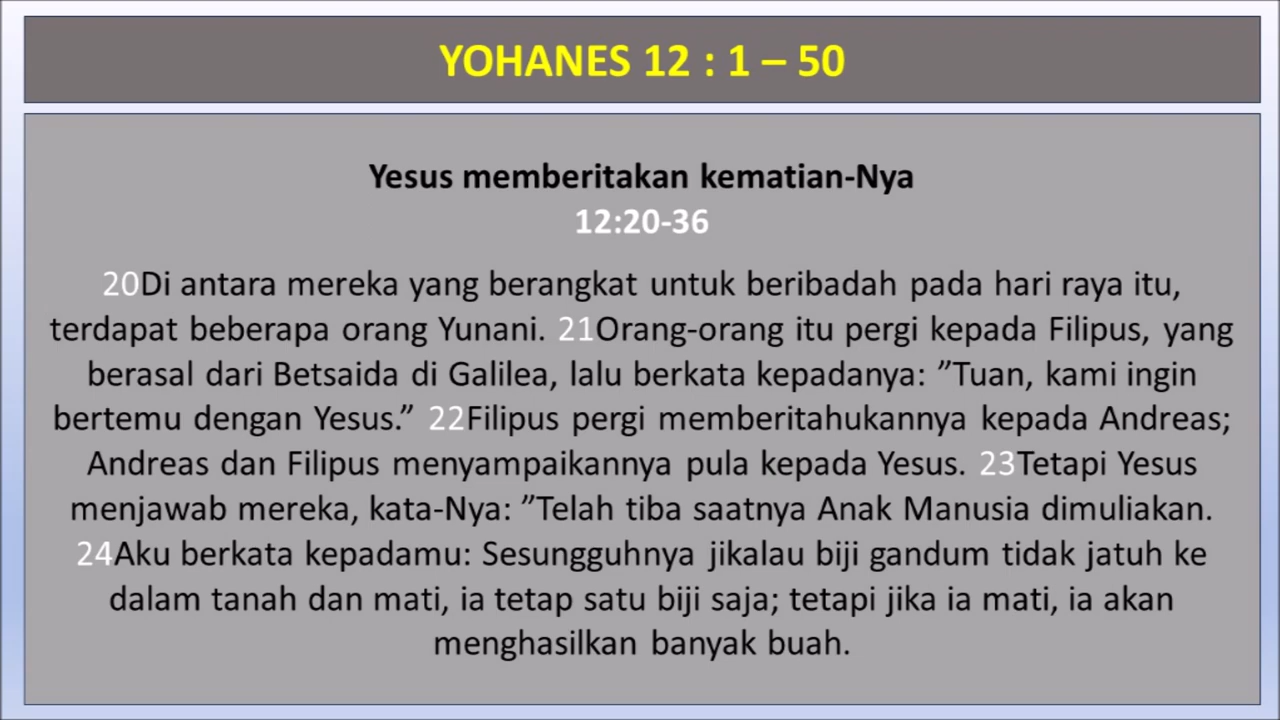 YOHANES 12 : 1 – 50
Yesus memberitakan kematian-Nya
12:20-36
20Di antara mereka yang berangkat untuk beribadah pada hari raya itu,
terdapat beberapa orang Yunani. 21Orang-orang itu pergi kepada Filipus, yang
berasal dari Betsaida di Galilea, lalu berkata kepadanya: ”Tuan, kami ingin
bertemu dengan Yesus.” 22Filipus pergi memberitahukannya kepada Andreas;
Andreas dan Filipus menyampaikannya pula kepada Yesus. 23Tetapi Yesus
menjawab mereka, kata-Nya: ”Telah tiba saatnya Anak Manusia dimuliakan.
24Aku berkata kepadamu: Sesungguhnya jikalau biji gandum tidak jatuh ke
dalam tanah dan mati, ia tetap satu biji saja; tetapi jika ia mati, ia akan
menghasilkan banyak buah.